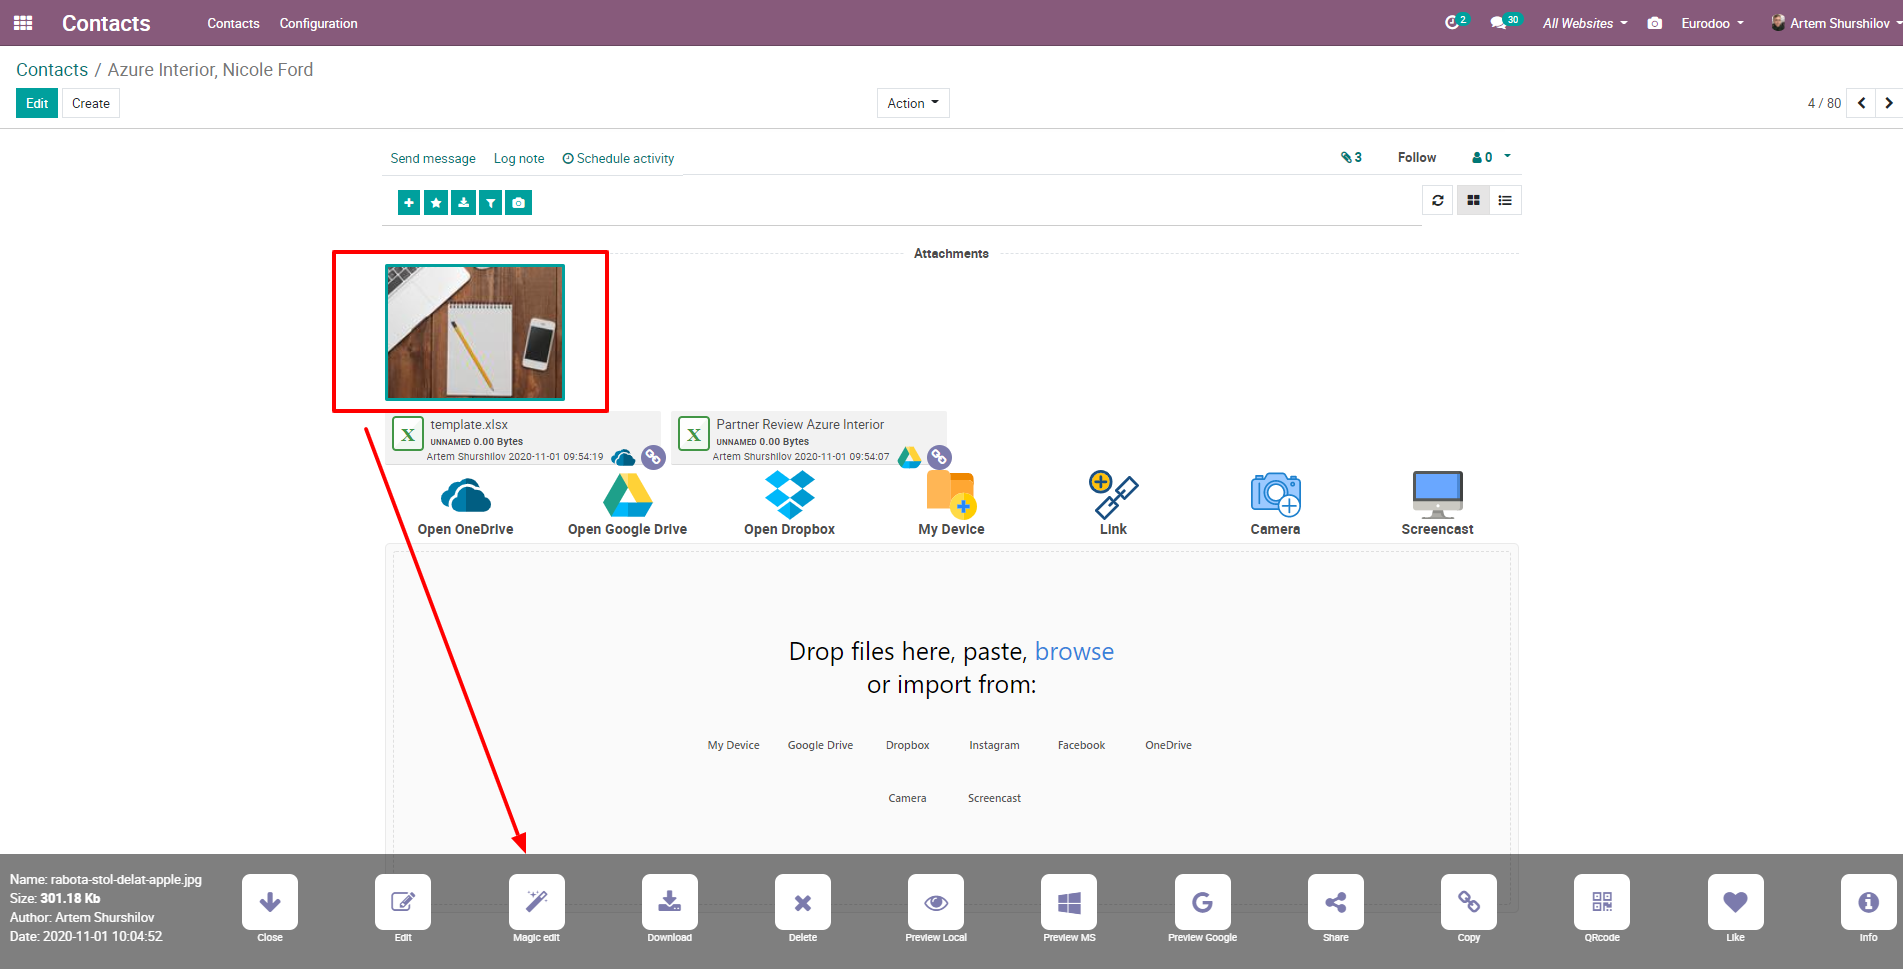 Contacts Contacts Configuration 2 30 All Websites Eurodoo Artem Shurshilov
Contacts / Azure Interior, Nicole Ford
Edit Create Action 4 / 80
Send message Log note Schedule activity 3 Follow 0
Attachments
template.xlsx
UNNAMED 0.00 Bytes
Artem Shurshilov 2020-11-01 09:54:19
Partner Review Azure Interior
UNNAMED 0.00 Bytes
Artem Shurshilov 2020-11-01 09:54:07
Open OneDrive Open Google Drive Open Dropbox My Device Link Camera Screencast
Drop files here, paste, browse
or import from:
My Device Google Drive Dropbox Instagram Facebook OneDrive
Camera Screencast
Name: rabota-stol-delat-apple.jpg
Size: 301.18 Kb
Author: Artem Shurshilov
Date: 2020-11-01 10:04:52
Close Edit Magic edit Download Delete Preview Local Preview MS Preview Google Share Copy QRcode Like Info